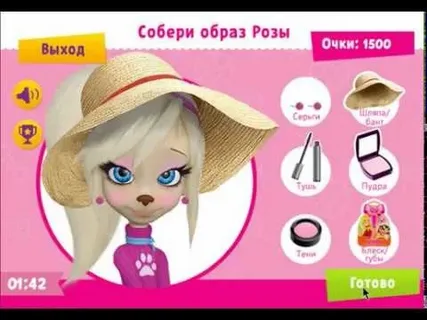 Собери образ Розы
Выход
Очки: 1500
Серьги
Шляпа/
бант
Тушь
Пудра
Тени
Блеск/
губы
01:42
Готово